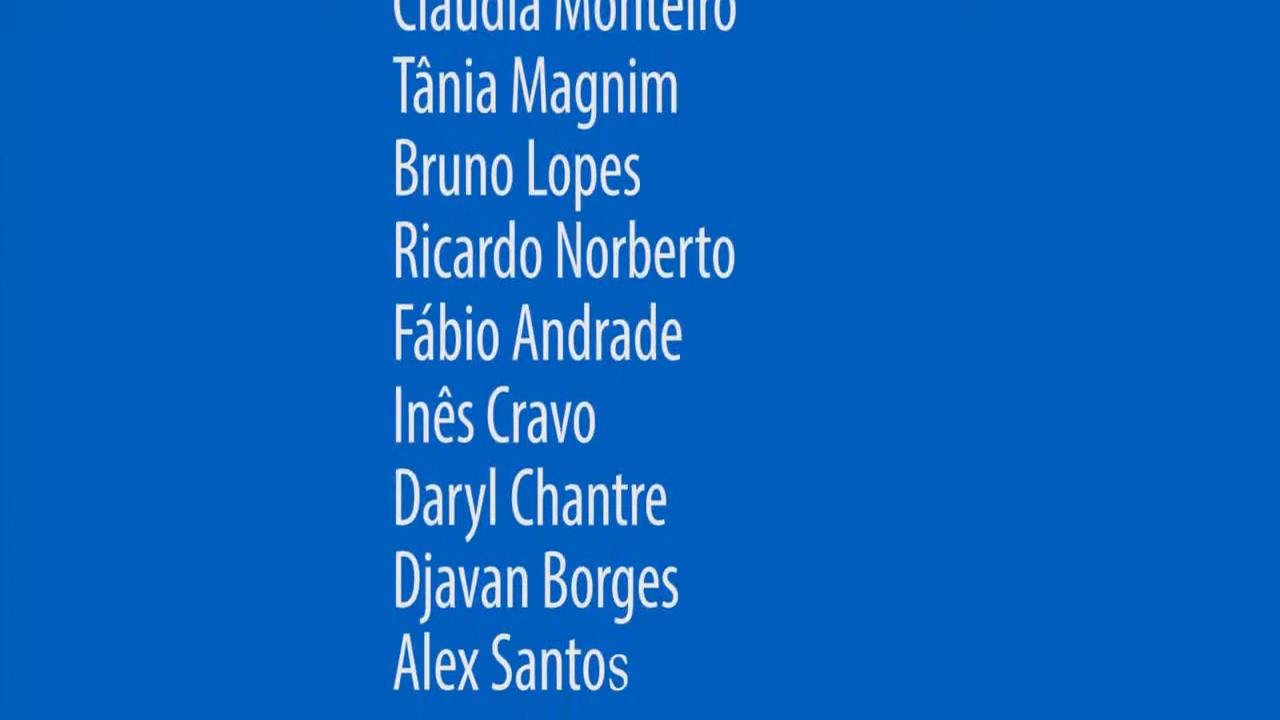 Cláudia Monteiro
Tânia Magnim
Bruno Lopes
Ricardo Norberto
Fábio Andrade
Inês Cravo
Daryl Chantre
Djavan Borges
Alex Santos